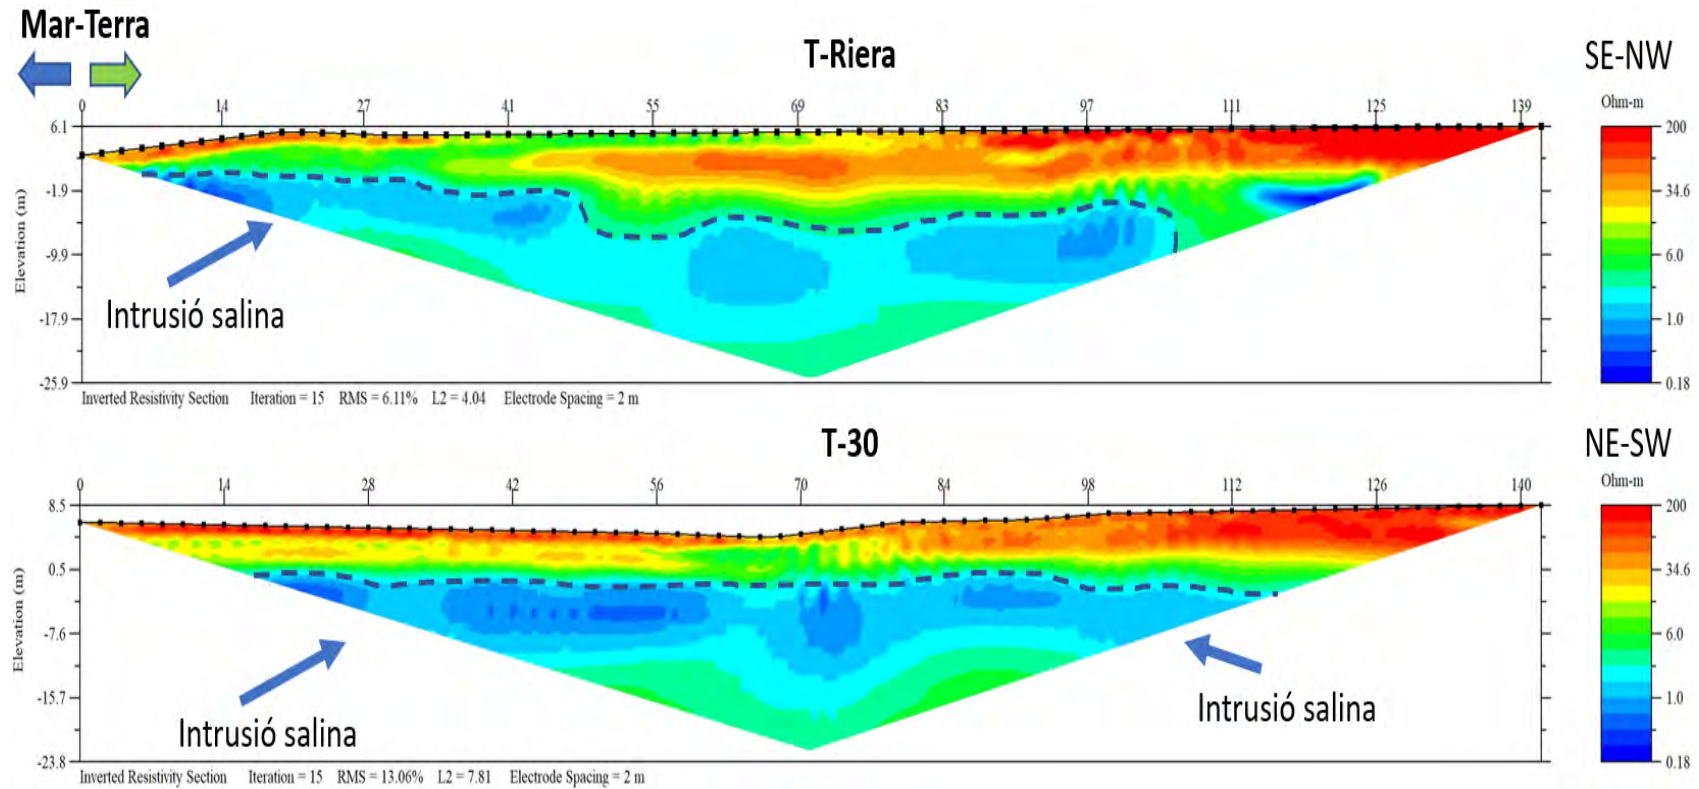 Mar-Terra
T-Riera
SE-NW
Ohm-m
0 14 27 41 55 69 83 97 111 125 139
6.1
-1.9
-9.9
-17.9
-25.9
Elevation (m)
200
34.6
6.0
1.0
0.18
Intrusió salina
Inverted Resistivity Section Iteration = 15 RMS = 6.11% L2 = 4.04 Electrode Spacing = 2 m
T-30
NE-SW
Ohm-m
0 14 28 42 56 70 84 98 112 126 140
8.5
0.5
-7.6
-15.7
-23.8
Elevation (m)
200
34.6
6.0
1.0
0.18
Intrusió salina
Intrusió salina
Inverted Resistivity Section Iteration = 15 RMS = 13.06% L2 = 7.81 Electrode Spacing = 2 m